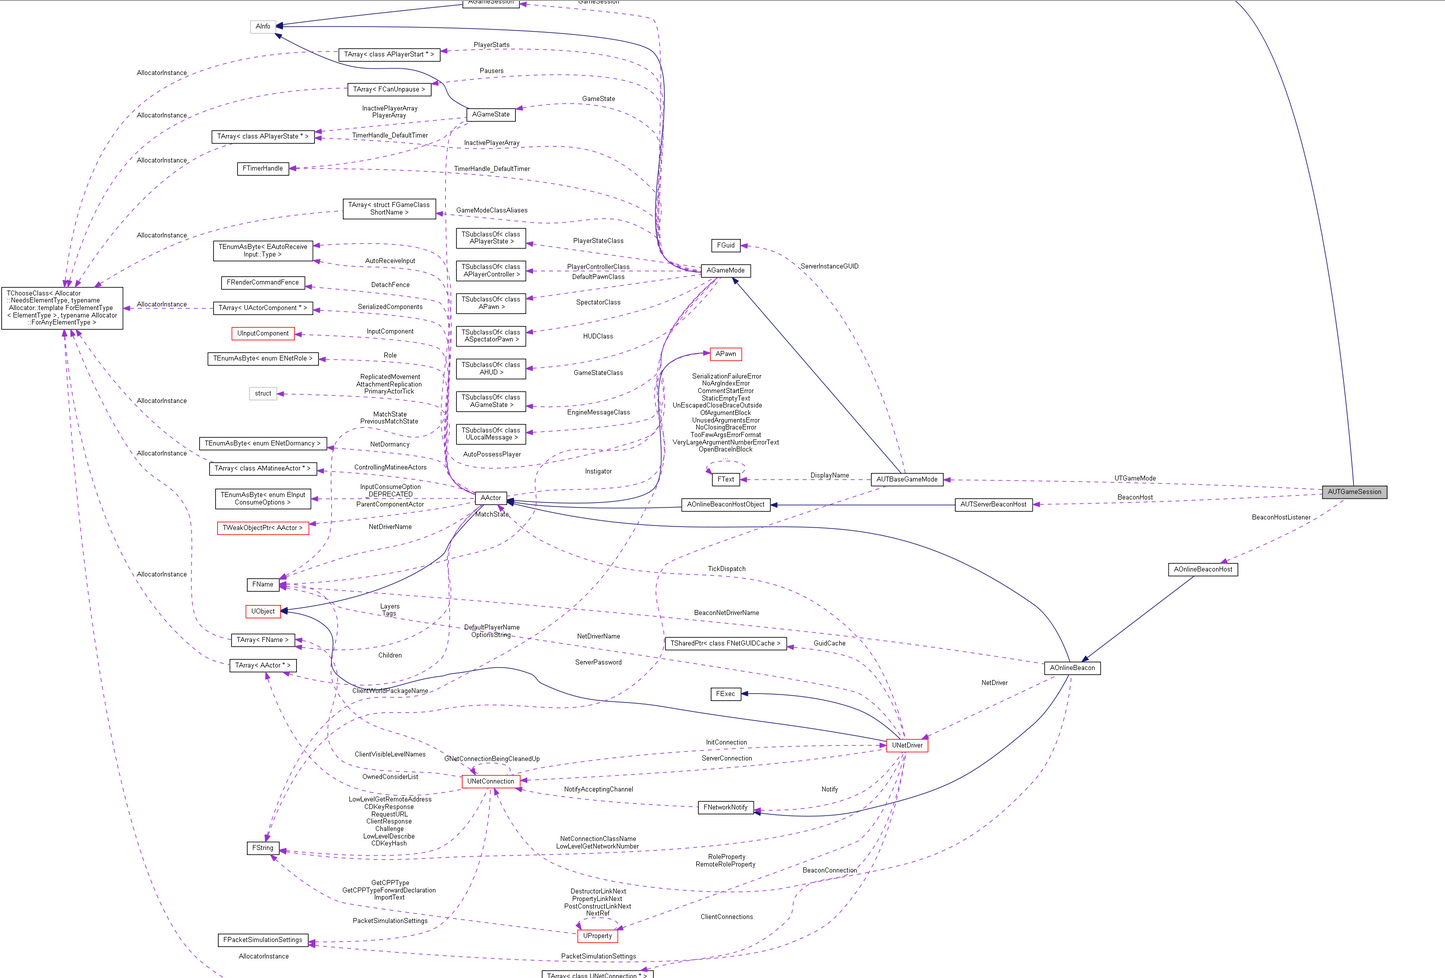 AGameSession
GameSession
AInfo
PlayerStarts
TArray< class APlayerStart * >
AllocatorInstance
Pausers
TArray< FCanUnpause >
GameState
InactivePlayerArray
PlayerArray
AGameState
AllocatorInstance
TArray< class APlayerState * >
TimerHandle_DefaultTimer
InactivePlayerArray
AllocatorInstance
FTimerHandle
TimerHandle_DefaultTimer
TArray< struct FGameClass
ShortName >
GameModeClassAliases
AllocatorInstance
TSubclassOf< class
APlayerState >
PlayerStateClass
FGuid
TEnumAsByte< EAutoReceive
Input::Type >
AutoReceiveInput
TSubclassOf< class
APlayerController >
PlayerControllerClass
DefaultPawnClass
AGameMode
ServerInstanceGUID
FRenderCommandFence
DetachFence
TChooseClass< Allocator
::NeedsElementType, typename
Allocator::template ForElementType
< ElementType >, typename Allocator
::ForAnyElementType >
AllocatorInstance
TArray< UActorComponent * >
SerializedComponents
TSubclassOf< class
APawn >
SpectatorClass
UInputComponent
InputComponent
TSubclassOf< class
ASpectatorPawn >
HUDClass
TEnumAsByte< enum ENetRole >
Role
APawn
TSubclassOf< class
AHUD >
GameStateClass
struct
ReplicatedMovement
AttachmentReplication
PrimaryActorTick
TSubclassOf< class
AGameState >
EngineMessageClass
SerializationFailureError
NoArgIndexError
CommentStartError
StaticEmptyText
UnEscapedCloseBraceOutside
OfArgumentBlock
UnusedArgumentsError
NoClosingBraceError
TooFewArgsErrorFormat
VeryLargeArgumentNumberErrorText
OpenBraceInBlock
AllocatorInstance
MatchState
PreviousMatchState
TSubclassOf< class
ULocalMessage >
TEnumAsByte< enum ENetDormancy >
NetDormancy
AllocatorInstance
AutoPossessPlayer
TArray< class AMatineeActor * >
ControllingMatineeActors
Instigator
FText
DisplayName
AUTBaseGameMode
UTGameMode
AUTGameSession
TEnumAsByte< enum EInput
ConsumeOptions >
InputConsumeOption
_DEPRECATED
AActor
ParentComponentActor
AOnlineBeaconHostObject
AUTServerBeaconHost
BeaconHost
MatchState
BeaconHostListener
TWeakObjectPtr< AActor >
NetDriverName
AllocatorInstance
FName
TickDispatch
AOnlineBeaconHost
UObject
Layers
Tags
BeaconNetDriverName
DefaultPlayerName
OptionsString
NetDriverName
TArray< FName >
TSharedPtr< class FNetGUIDCache >
GuidCache
Children
ServerPassword
TArray< AActor * >
AOnlineBeacon
ClientWorldPackageName
FExec
NetDriver
InitConnection
UNetDriver
ClientVisibleLevelNames
GNetConnectionBeingCleanedUp
ServerConnection
OwnedConsiderList
UNetConnection
NotifyAcceptingChannel
Notify
FNetworkNotify
LowLevelGetRemoteAddress
CDKeyResponse
RequestURL
ClientResponse
Challenge
LowLevelDescribe
CDKeyHash
FString
NetConnectionClassName
LowLevelGetNetworkNumber
RoleProperty
RemoteRoleProperty
BeaconConnection
GetCPPType
GetCPPTypeForwardDeclaration
ImportText
DestructorLinkNext
PropertyLinkNext
PostConstructLinkNext
NextRef
PacketSimulationSettings
ClientConnections
FPacketSimulationSettings
UProperty
AllocatorInstance
PacketSimulationSettings
TArray< class UNetConnection * >